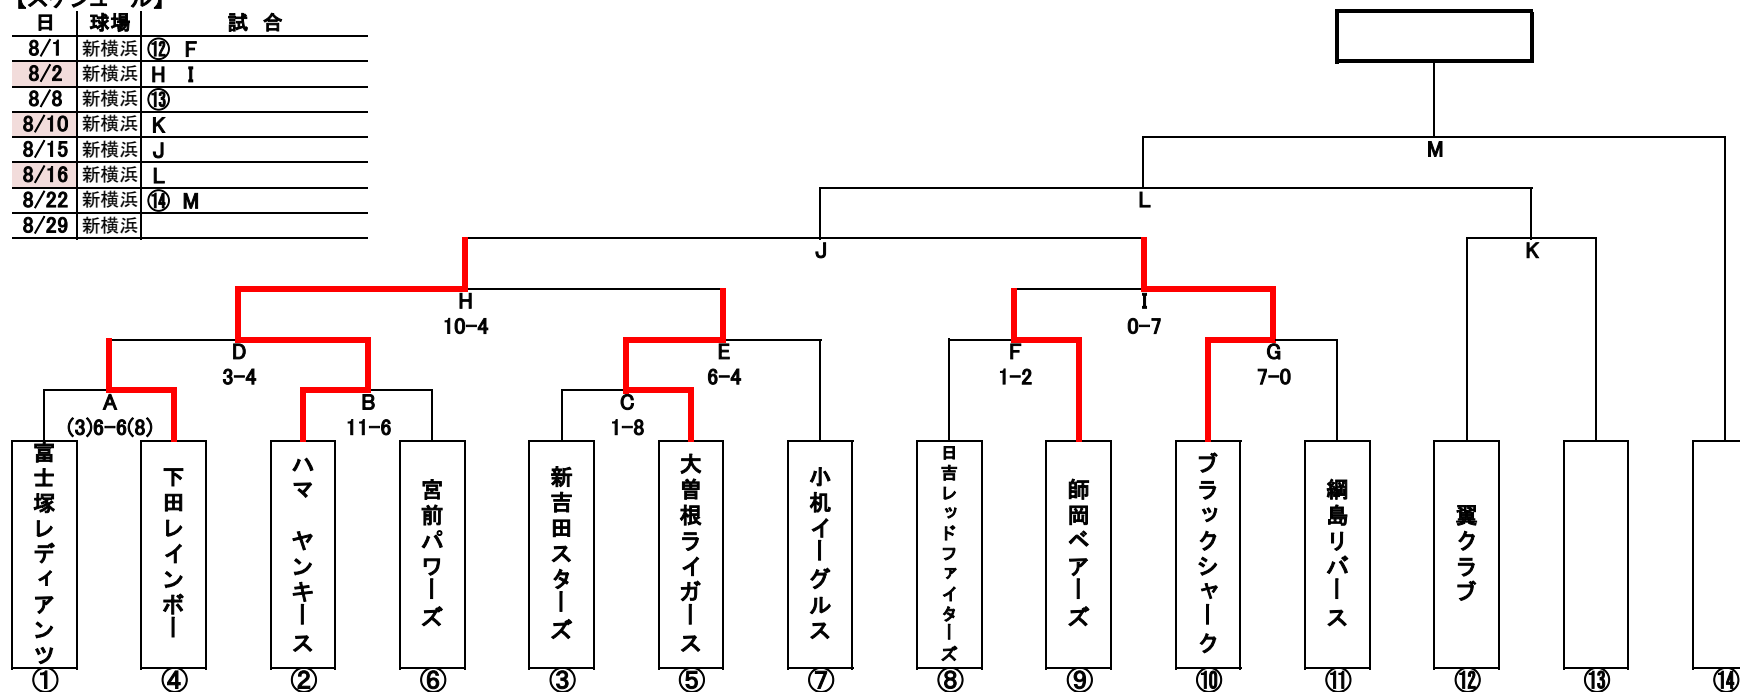 【スケジュール】
日 球場 試 合
8/1 新横浜 ⑫ F
8/2 新横浜 H I
8/8 新横浜 ⑬
8/10 新横浜 K
8/15 新横浜 J
8/16 新横浜 L
8/22 新横浜 ⑭ M
8/29 新横浜
M
L
J
K
H
10-4
I
0-7
D
3-4
E
6-4
F
1-2
G
7-0
A
(3)6-6(8)
B
11-6
C
1-8
富士塚レディアンツ
下田レインボー
ハマ ヤンキース
宮前パワーズ
新吉田スターズ
大曽根ライガース
小机イーグルス
日吉レッドファイターズ
師岡ベアーズ
ブラックシャーク
綱島リバース
翼クラブ
① ④ ② ⑥ ③ ⑤ ⑦ ⑧ ⑨ ⑩ ⑪ ⑫ ⑬ ⑭